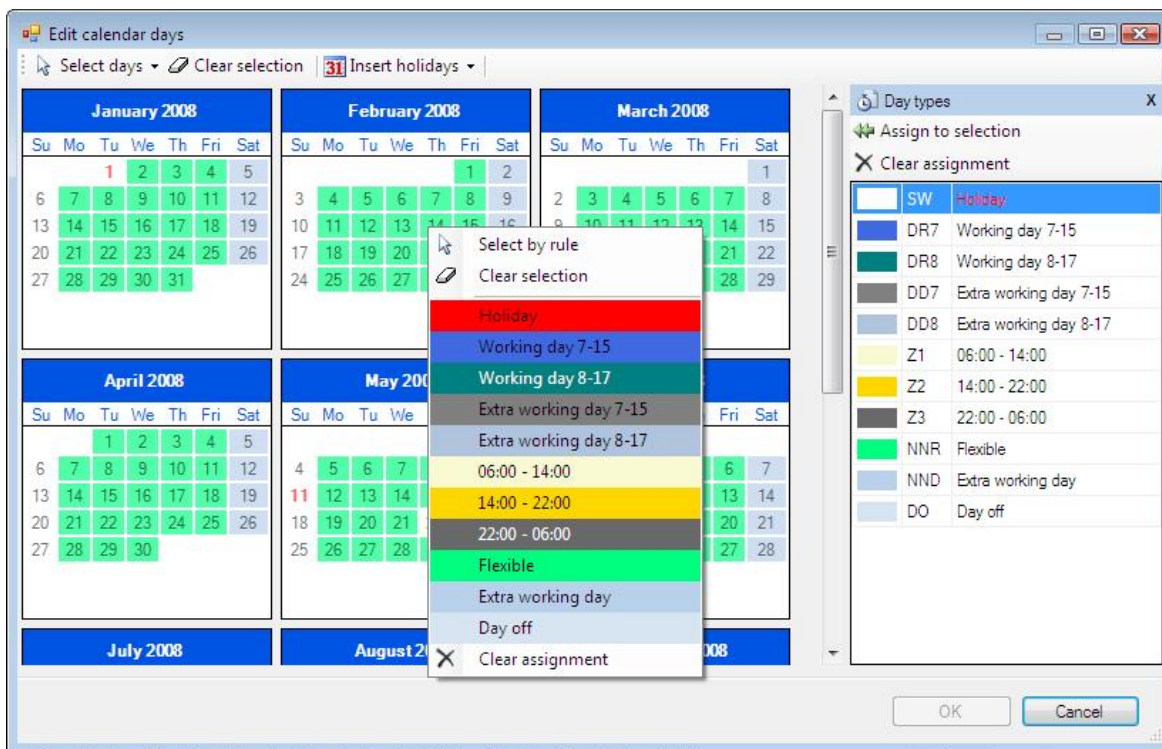 Edit calendar days
Select days Clear selection 31 Insert holidays
January 2008
Su Mo Tu We Th Fri Sat
1 2 3 4 5
6 7 8 9 10 11 12
13 14 15 16 17 18 19
20 21 22 23 24 25 26
27 28 29 30 31
February 2008
Su Mo Tu We Th Fri Sat
1 2
3 4 5 6 7 8 9
10 11 12 13 14 15 16
17 18 19 20
24 25 26 27
March 2008
Su Mo Tu We Th Fri Sat
1
2 3 4 5 6 7 8
9 10 11 12 13 14 15
21 22
28 29
April 2008
Su Mo Tu We Th Fri Sat
1 2 3 4 5
6 7 8 9 10 11 12
13 14 15 16 17 18 19
20 21 22 23 24 25 26
27 28 29 30
May 200
Su Mo Tu We
4 5 6 7
11 12 13 14
18 19 20 21
25 26 27 28
Fri Sat
6 7
13 14
20 21
27 28
July 2008
August 2
008
Select by rule
Clear selection
Holiday
Working day 7-15
Working day 8-17
Extra working day 7-15
Extra working day 8-17
06:00 - 14:00
14:00 - 22:00
22:00 - 06:00
Flexible
Extra working day
Day off
Clear assignment
Day types X
Assign to selection
Clear assignment
SW Holiday
DR7 Working day 7-15
DR8 Working day 8-17
DD7 Extra working day 7-15
DD8 Extra working day 8-17
Z1 06:00 - 14:00
Z2 14:00 - 22:00
Z3 22:00 - 06:00
NNR Flexible
NND Extra working day
DO Day off
OK Cancel